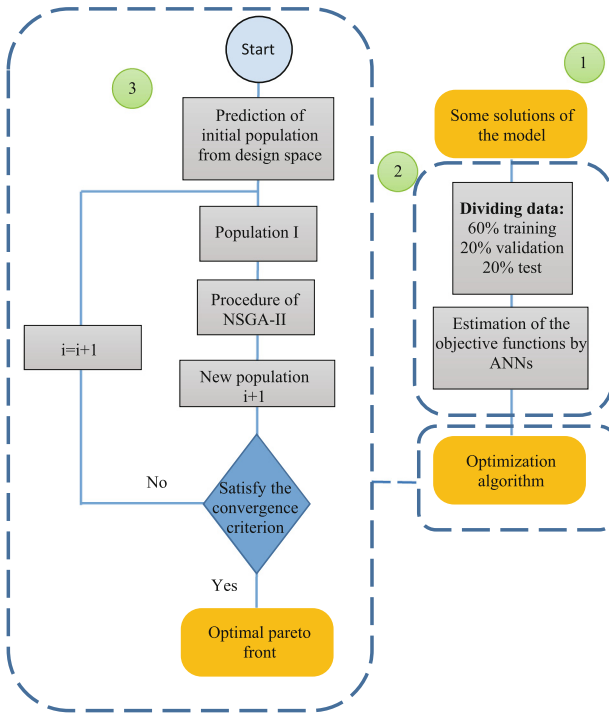 Start
3
Prediction of
initial population
from design space
Population I
Procedure of
NSGA-II
i=i+1
New population
i+1
No
Satisfy the
convergence
criterion
Yes
Optimal pareto
front
1
Some solutions of
the model
2
Dividing data:
60% training
20% validation
20% test
Estimation of the
objective functions by
ANNs
Optimization
algorithm